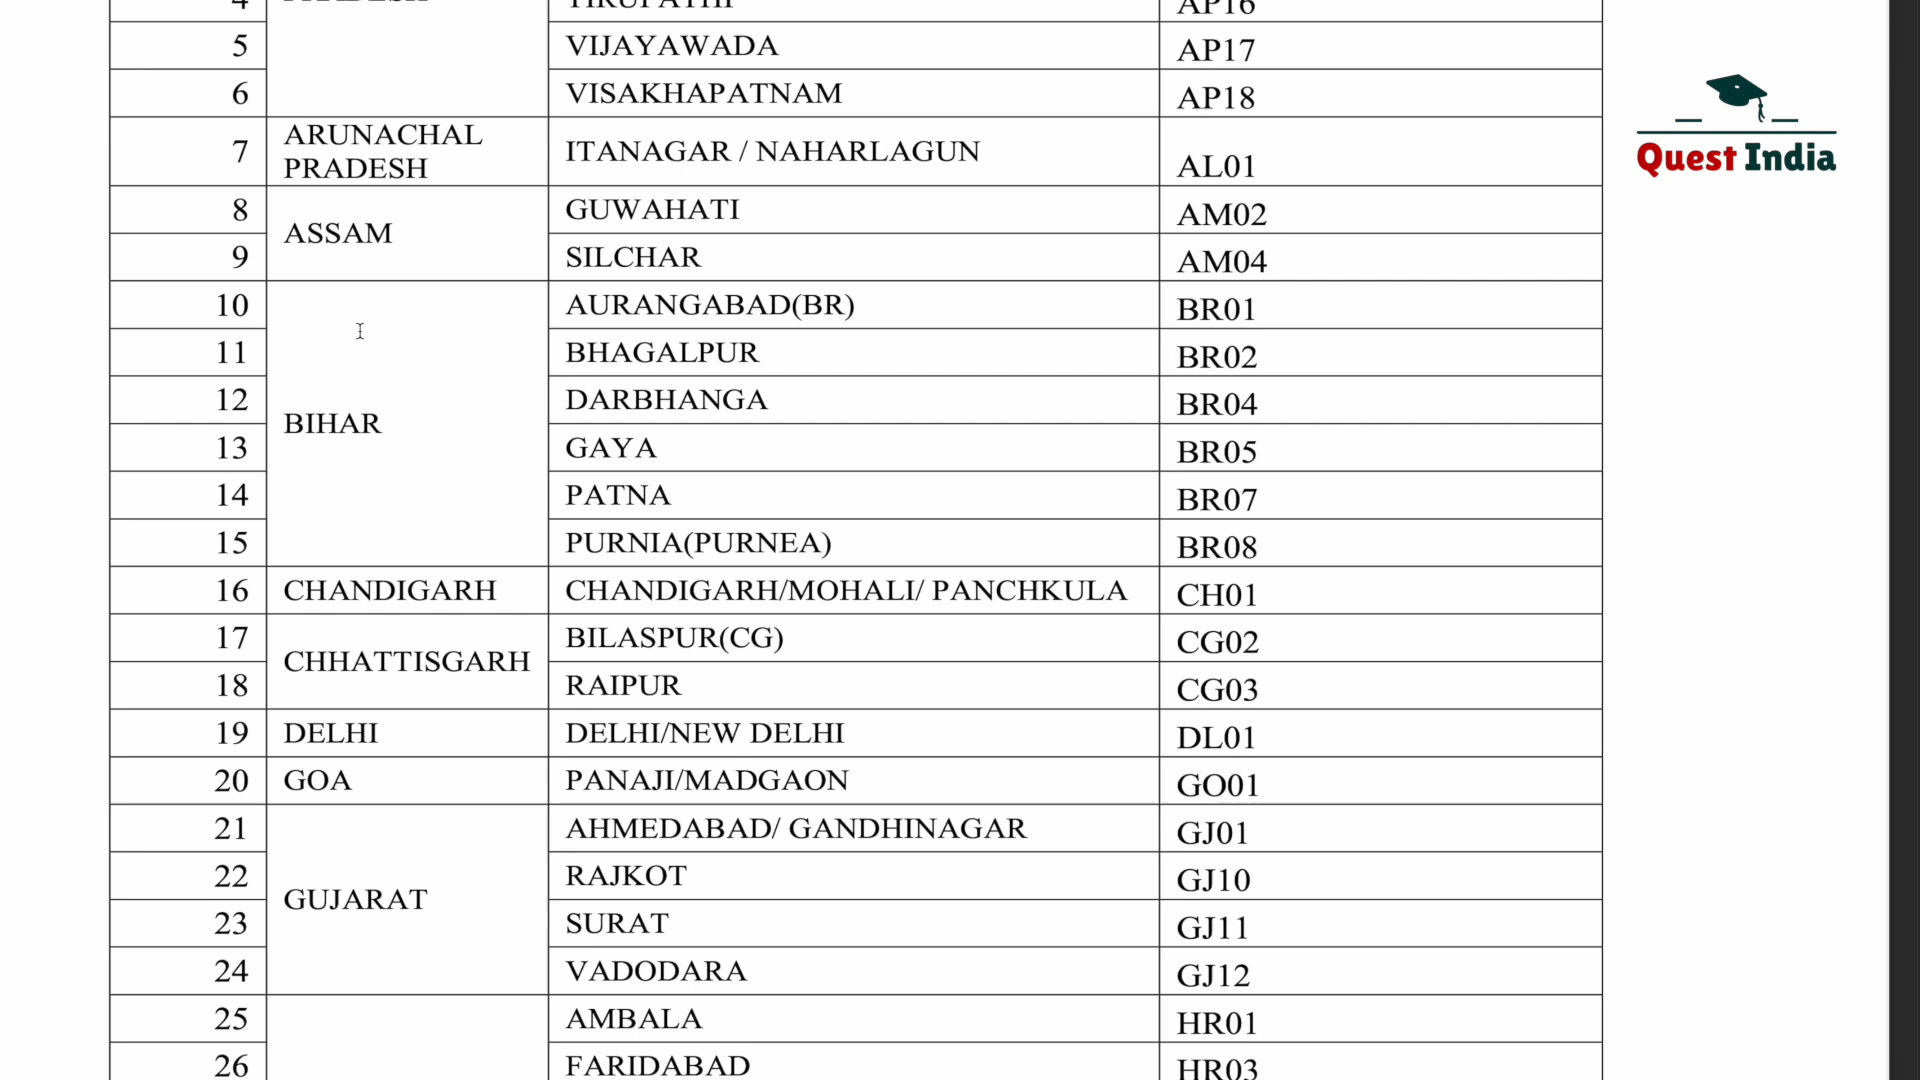 4 PRADESH TIRUPATHI AP16
5 VIJAYAWADA AP17
6 VISAKHAPATNAM AP18
7 ARUNACHAL PRADESH ITANAGAR / NAHARLAGUN AL01
8 ASSAM GUWAHATI AM02
9 SILCHAR AM04
10 BIHAR AURANGABAD(BR) BR01
11 BHAGALPUR BR02
12 DARBHANGA BR04
13 GAYA BR05
14 PATNA BR07
15 PURNIA(PURNEA) BR08
16 CHANDIGARH CHANDIGARH/MOHALI/ PANCHKULA CH01
17 CHHATTISGARH BILASPUR(CG) CG02
18 RAIPUR CG03
19 DELHI DELHI/NEW DELHI DL01
20 GOA PANAJI/MADGAON GO01
21 GUJARAT AHMEDABAD/ GANDHINAGAR GJ01
22 RAJKOT GJ10
23 SURAT GJ11
24 VADODARA GJ12
25 AMBALA HR01
26 FARIDABAD HR03
Quest India